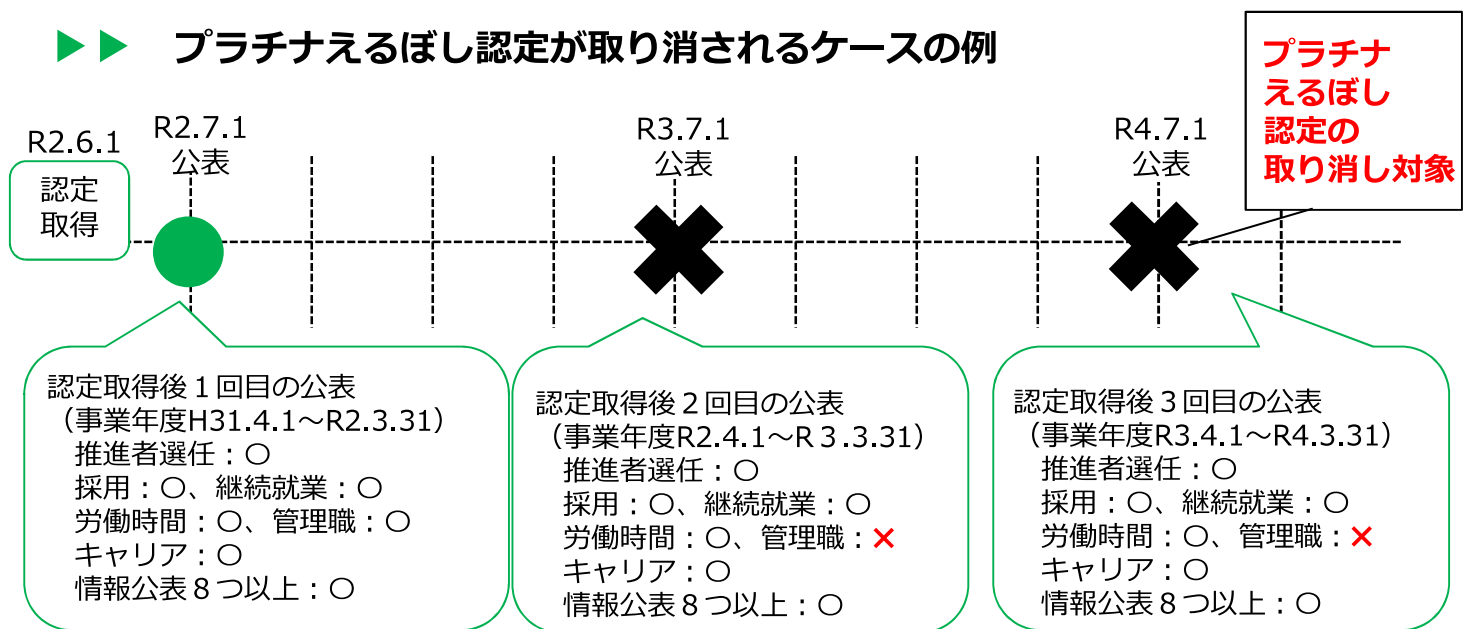 ▶▶ プラチナえるぼし認定が取り消されるケースの例
プラチナ
えるぼし
認定の
取り消し対象
R2.6.1
認定
取得
R2.7.1
公表
R3.7.1
公表
R4.7.1
公表
認定取得後１回目の公表
（事業年度H31.4.1～R2.3.31）
推進者選任：〇
採用：〇、継続就業：〇
労働時間：〇、管理職：〇
キャリア：〇
情報公表８つ以上：〇
認定取得後２回目の公表
（事業年度R2.4.1～R３.3.31）
推進者選任：〇
採用：〇、継続就業：〇
労働時間：〇、管理職：×
キャリア：〇
情報公表８つ以上：〇
認定取得後３回目の公表
（事業年度R3.4.1～R4.3.31）
推進者選任：〇
採用：〇、継続就業：〇
労働時間：〇、管理職：×
キャリア：〇
情報公表８つ以上：〇